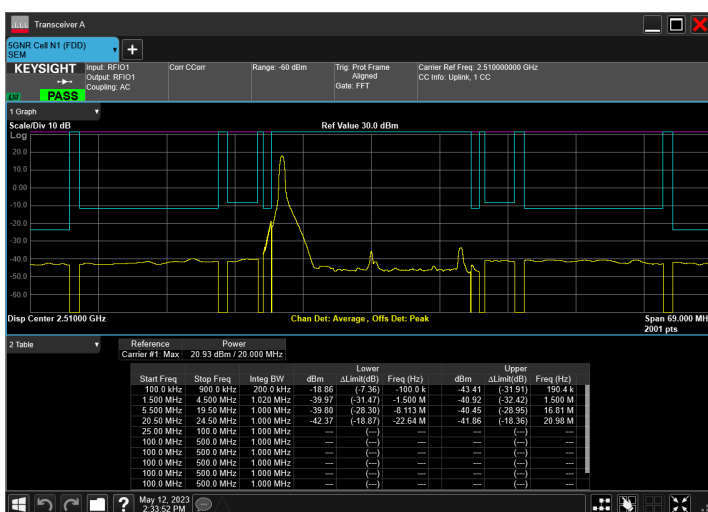 Transceiver A
5GNR Cell N1 (FDD)
SEM
KEYSIGHT
PASS
Input: RFIO1
Output: RFIO1
Coupling: AC
Corr CCorr
Range: -60 dBm
Trig: Prot Frame
Aligned
Gate: FFT
Carrier Ref Freq: 2.510000000 GHz
CC Info: Uplink, 1 CC
1 Graph
Scale/Div 10 dB
Ref Value 30.0 dBm
Log
20.0
10.0
0.00
-10.0
-20.0
-30.0
-40.0
-50.0
-60.0
Disp Center 2.51000 GHz
Chan Det: Average, Offs Det: Peak
Span 69.000 MH
2001 pts
2 Table
Reference Power
Carrier #1: Max 20.93 dBm / 20.000 MHz
Lower Upper
Start Freq Stop Freq Integ BW dBm ΔLimit(dB) Freq (Hz) dBm ΔLimit(dB) Freq (Hz)
100.0 kHz 900.0 kHz 200.0 kHz -18.86 (-7.36) -100.0 k -43.41 (-31.91) 190.4 k
1.500 MHz 4.500 MHz 1.020 MHz -39.97 (-31.47) -1.500 M -40.92 (-32.42) 1.500 M
5.500 MHz 19.50 MHz 1.000 MHz -39.80 (-28.30) -8.113 M -40.45 (-28.95) 16.81 M
20.50 MHz 24.50 MHz 1.000 MHz -42.37 (-18.87) -22.64 M -41.86 (-18.36) 20.98 M
25.00 MHz 100.0 MHz 1.000 MHz --- (---) --- --- (---) ---
100.0 MHz 500.0 MHz 1.000 MHz --- (---) --- --- (---) ---
100.0 MHz 500.0 MHz 1.000 MHz --- (---) --- --- (---) ---
100.0 MHz 500.0 MHz 1.000 MHz --- (---) --- --- (---) ---
100.0 MHz 500.0 MHz 1.000 MHz --- (---) --- --- (---) ---
100.0 MHz 500.0 MHz 1.000 MHz --- (---) --- --- (---) ---
May 12, 2023
2:33:52 PM